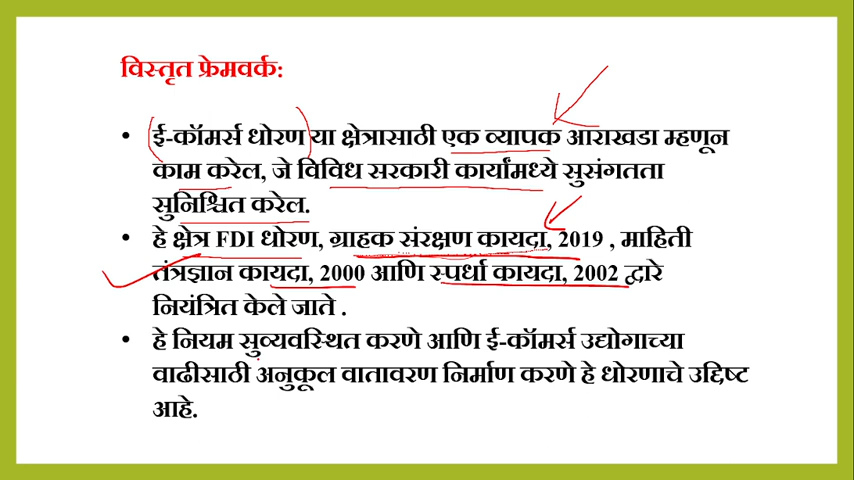 विस्तृत फ्रेमवर्क:
• ई-कॉमर्स धोरण या क्षेत्रासाठी एक व्यापक आराखडा म्हणून
काम करेल, जे विविध सरकारी कार्यांमध्ये सुसंगतता
सुनिश्चित करेल.
• हे क्षेत्र FDI धोरण, ग्राहक संरक्षण कायदा, 2019 , माहिती
तंत्रज्ञान कायदा, 2000 आणि स्पर्धा कायदा, 2002 द्वारे
नियंत्रित केले जाते .
• हे नियम सुव्यवस्थित करणे आणि ई-कॉमर्स उद्योगाच्या
वाढीसाठी अनुकूल वातावरण निर्माण करणे हे धोरणाचे उद्दिष्ट
आहे.